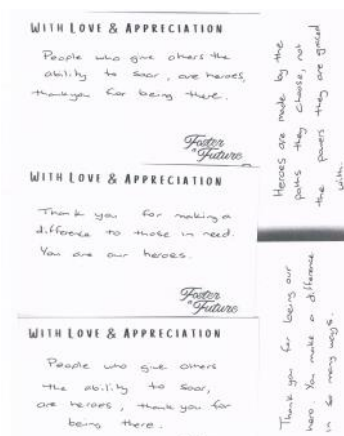 WITH LOVE & APPRECIATION
People who give others the
ability to soar, are heroes,
thankyou for being there.
Foster
a Future
WITH LOVE & APPRECIATION
Thank you for making a
difference to those in need.
You are our heroes.
Foster
a Future
WITH LOVE & APPRECIATION
People who give others
the ability to soar,
are heroes, thank you for
being there.
Heroes are made by the
paths they choose, not
the powers they are graced
with.
Thank you for being our
hero. You make a difference
in so many ways.